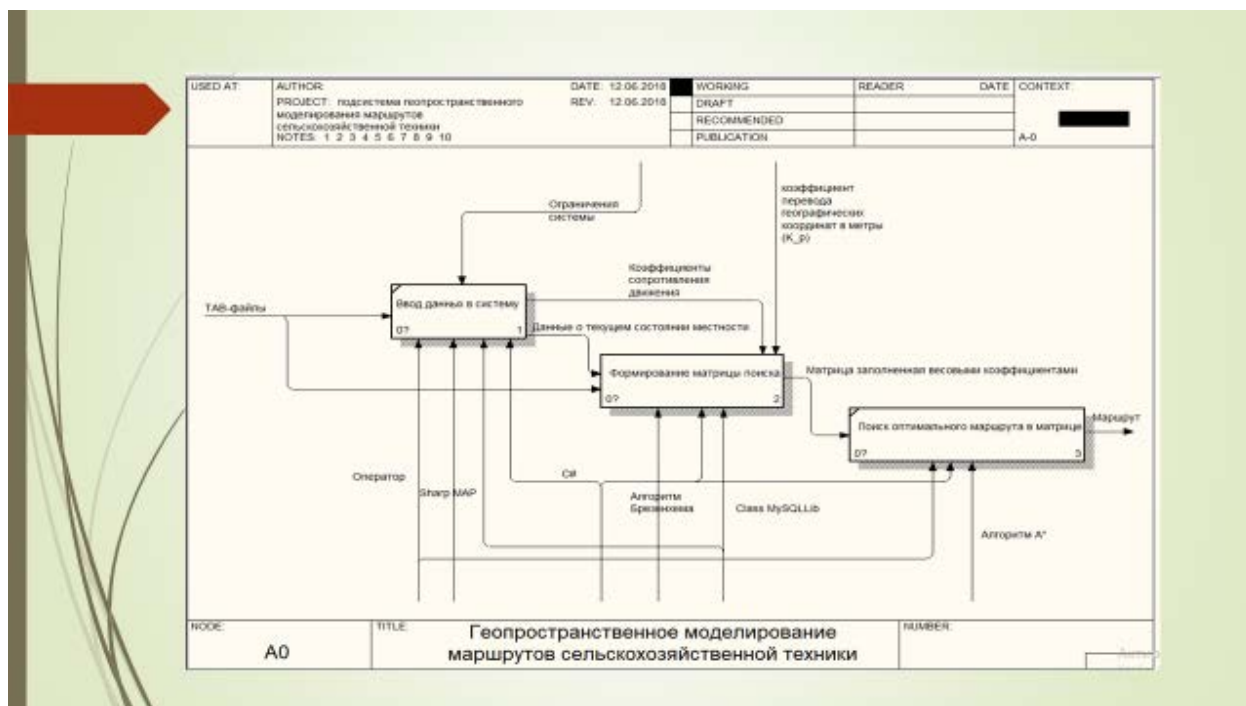 USED AT:
AUTHOR:
DATE: 12.06.2018
REV: 12.06.2018
PROJECT: подсистема геопространственного
моделирования маршрутов
сельскохозяйственной техники
NOTES: 1 2 3 4 5 6 7 8 9 10
WORKING
DRAFT
RECOMMENDED
PUBLICATION
READER
DATE
CONTEXT:
A-0
Ограничения
системы
коэффициент
перевода
географических
координат в метры
(K_p)
Коэффициенты
сопротивления
движения
TAB-файлы
Ввод данных в систему
0? 1
Данные о текущем состоянии местности
Формирование матрицы поиска
0? 2
Матрица заполненная весовыми коэффициентами
Поиск оптимального маршрута в матрице
0? 3
Маршрут
Оператор
Sharp MAP
C#
Алгоритм
Брезенхема
Class MySQLLib
Алгоритм A*
NODE:
A0
TITLE:
Геопространственное моделирование
маршрутов сельскохозяйственной техники
NUMBER: